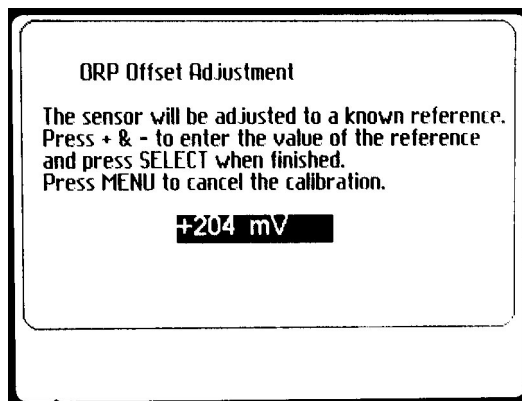 ORP Offset Adjustment
The sensor will be adjusted to a known reference.
Press + & - to enter the value of the reference
and press SELECT when finished.
Press MENU to cancel the calibration.
+204 mV